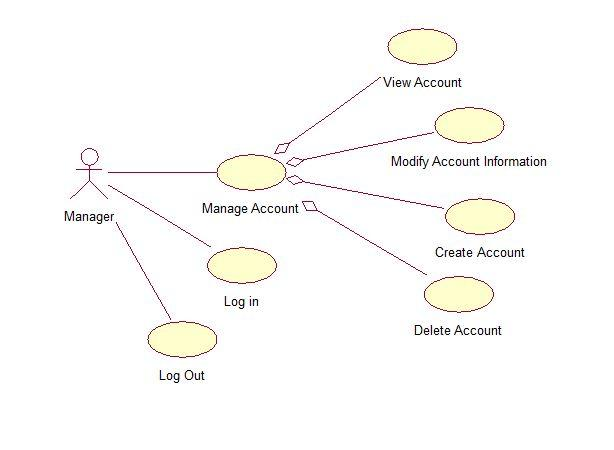 View Account
Modify Account Information
Manager
Manage Account
Create Account
Log in
Delete Account
Log Out